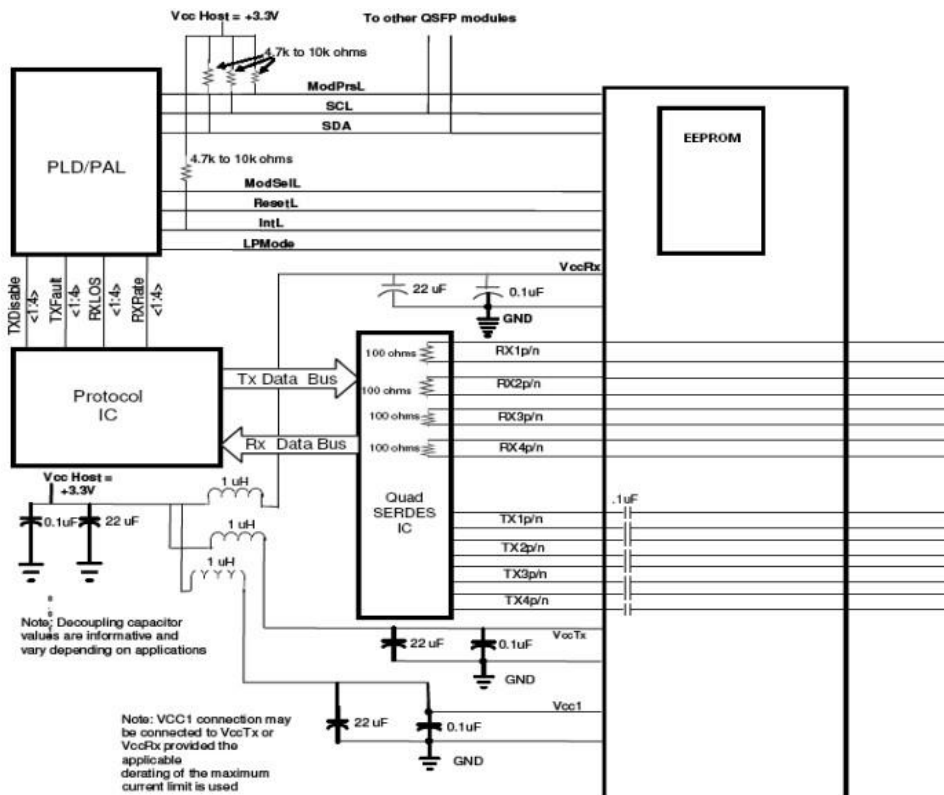 Vcc Host = +3.3V
To other QSFP modules
4.7k to 10k ohms
ModPrsL
SCL
SDA
EEPROM
PLD/PAL
4.7k to 10k ohms
ModSelL
ResetL
IntL
LPMode
VccRx
22 uF
0.1uF
GND
TXDisable
<1:4>
TXFault
<1:4>
RXLOS
<1:4>
RXRate
<1:4>
100 ohms
RX1p/n
Tx Data Bus
100 ohms
RX2p/n
Protocol
IC
100 ohms
RX3p/n
Rx Data Bus
100 ohms
RX4p/n
Vcc Host =
+3.3V
1 uH
Quad
SERDES
IC
.1uF
0.1uF
22 uF
1 uH
TX1p/n
TX2p/n
1 uH
TX3p/n
TX4p/n
Note: Decoupling capacitor
values are informative and
vary depending on applications
22 uF
0.1uF
VccTx
GND
Vcc1
Note: VCC1 connection may
be connected to VccTx or
VccRx provided the
applicable
derating of the maximum
current limit is used
22 uF
0.1uF
GND